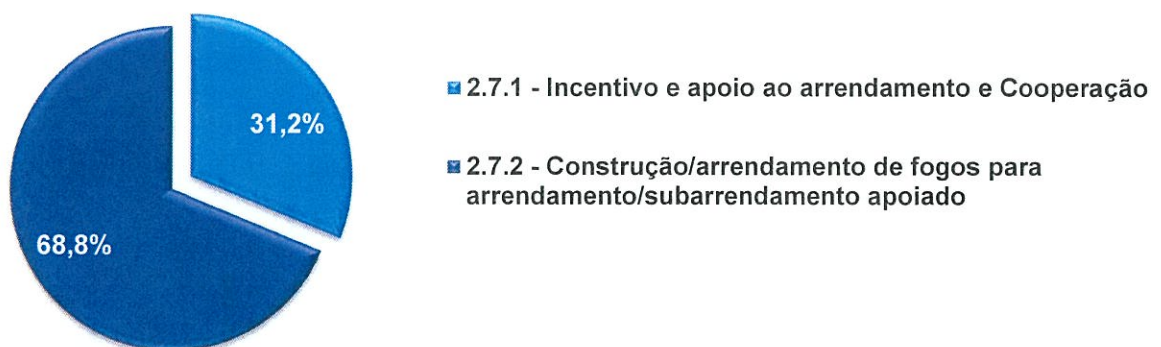 31,2%
68,8%
2.7.1 - Incentivo e apoio ao arrendamento e Cooperação
2.7.2 - Construção/arrendamento de fogos para
arrendamento/subarrendamento apoiado